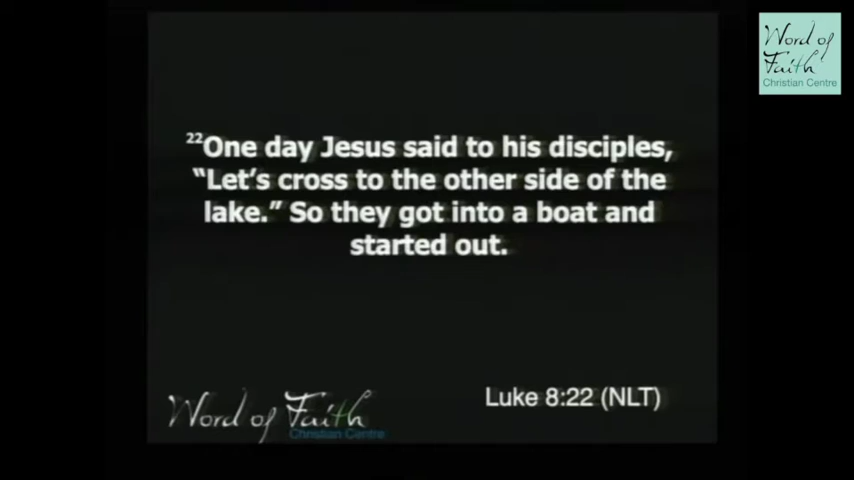 Word of
Faith
Christian Centre
²²One day Jesus said to his disciples,
“Let’s cross to the other side of the
lake.” So they got into a boat and
started out.
Luke 8:22 (NLT)
Word of Faith
Christian Centre